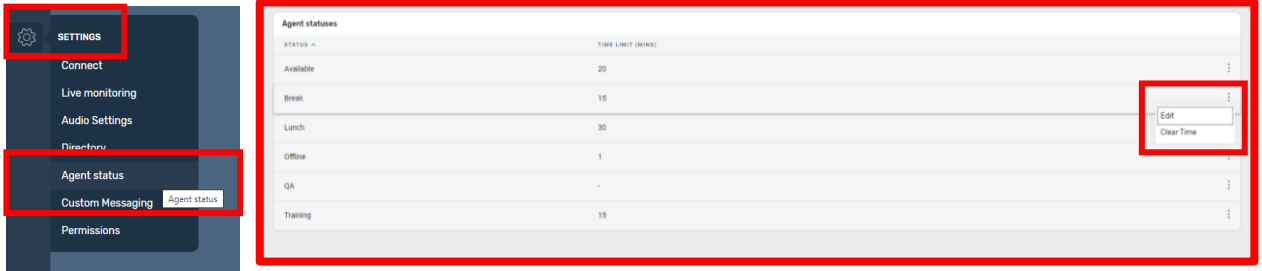 SETTINGS
Connect
Live monitoring
Audio Settings
Directory
Agent status
Custom Messaging
Agent status
Permissions
Agent statuses
STATUS TIME LIMIT (MINS)
Available 20
Break 15
Edit
Clear Time
Lunch 30
Offline 1
QA -
Training 15